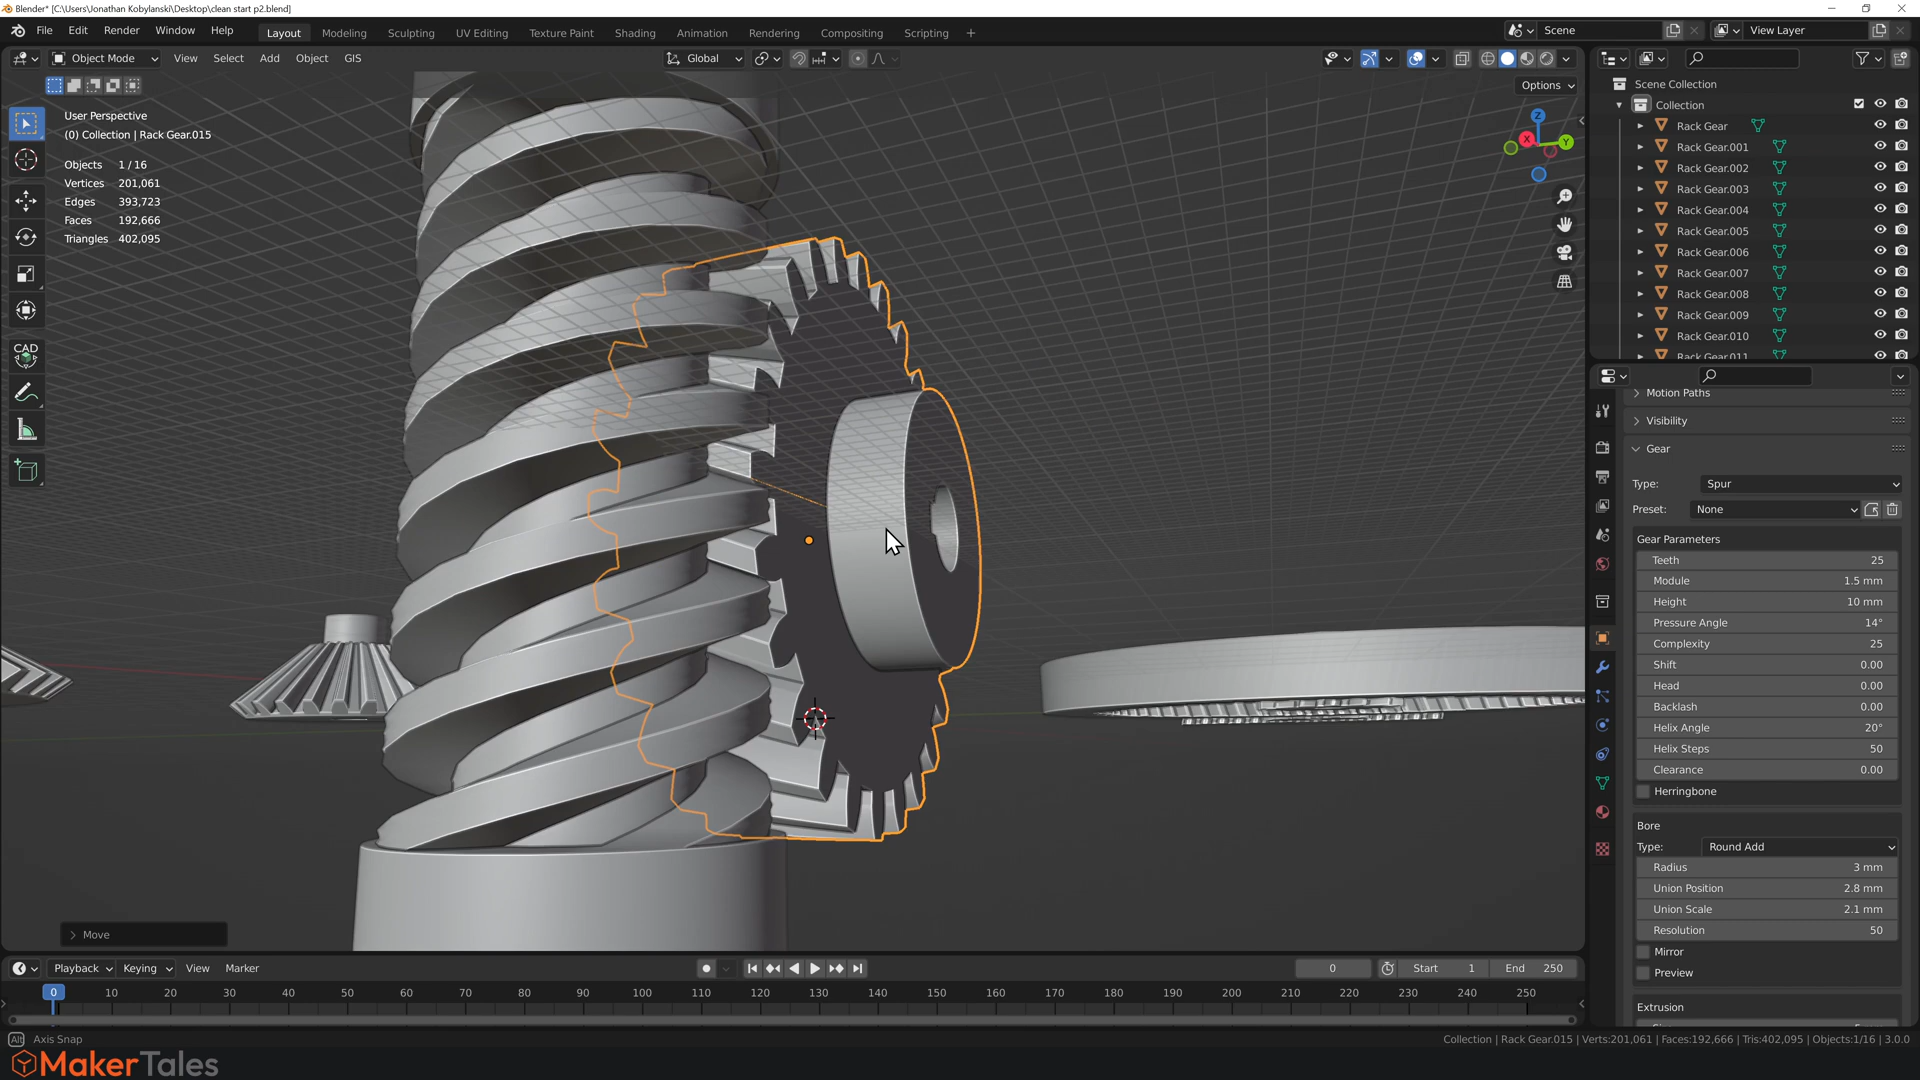 Blender* [C:\Users\Jonathan Kobylanski\Desktop\clean start p2.blend]
File Edit Render Window Help Layout Modeling Sculpting UV Editing Texture Paint Shading Animation Rendering Compositing Scripting + Scene View Layer
Object Mode View Select Add Object GIS Global
Options
User Perspective
(0) Collection | Rack Gear.015
Objects 1 / 16
Vertices 201,061
Edges 393,723
Faces 192,666
Triangles 402,095
CAD
Z
X
Y
Move
Scene Collection
Collection
Rack Gear
Rack Gear.001
Rack Gear.002
Rack Gear.003
Rack Gear.004
Rack Gear.005
Rack Gear.006
Rack Gear.007
Rack Gear.008
Rack Gear.009
Rack Gear.010
Rack Gear.011
Motion Paths
Visibility
Gear
Type: Spur
Preset: None
Gear Parameters
Teeth 25
Module 1.5 mm
Height 10 mm
Pressure Angle 14°
Complexity 25
Shift 0.00
Head 0.00
Backlash 0.00
Helix Angle 20°
Helix Steps 50
Clearance 0.00
Herringbone
Bore
Type: Round Add
Radius 3 mm
Union Position 2.8 mm
Union Scale 2.1 mm
Resolution 50
Mirror
Preview
Extrusion
Playback Keying View Marker 0 Start 1 End 250
0 10 20 30 40 50 60 70 80 90 100 110 120 130 140 150 160 170 180 190 200 210 220 230 240 250
Alt Axis Snap
Collection | Rack Gear.015 | Verts:201,061 | Faces:192,666 | Tris:402,095 | Objects:1/16 | 3.0.0
MakerTales